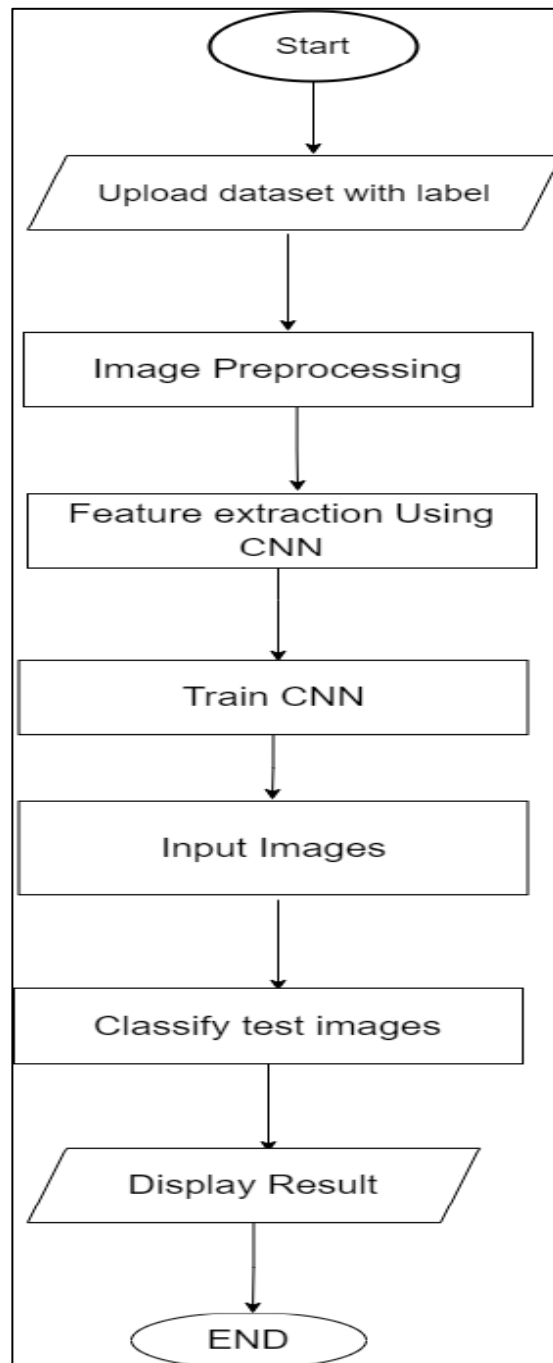 Start
Upload dataset with label
Image Preprocessing
Feature extraction Using
CNN
Train CNN
Input Images
Classify test images
Display Result
END